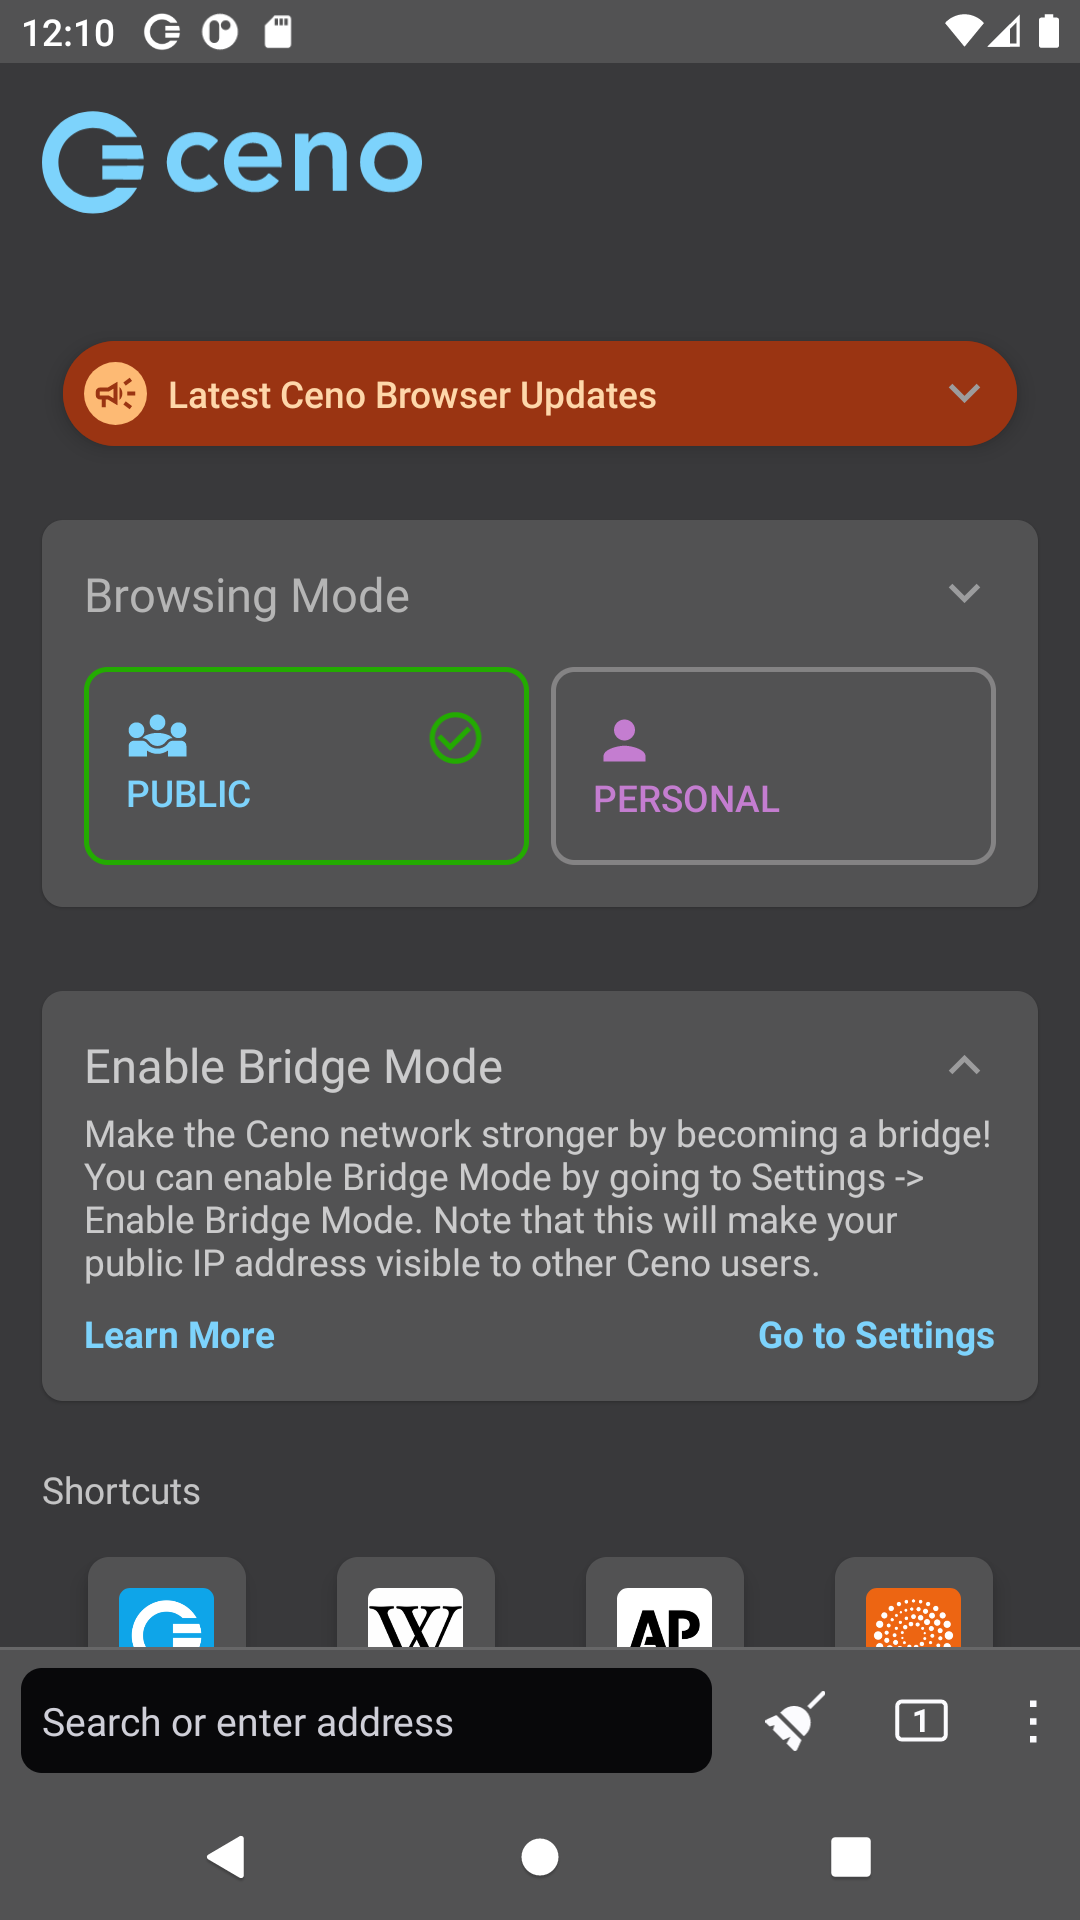 12:10
ceno
Latest Ceno Browser Updates
Browsing Mode
PUBLIC
PERSONAL
Enable Bridge Mode
Make the Ceno network stronger by becoming a bridge!
You can enable Bridge Mode by going to Settings ->
Enable Bridge Mode. Note that this will make your
public IP address visible to other Ceno users.
Learn More
Go to Settings
Shortcuts
W
AP
Search or enter address
1